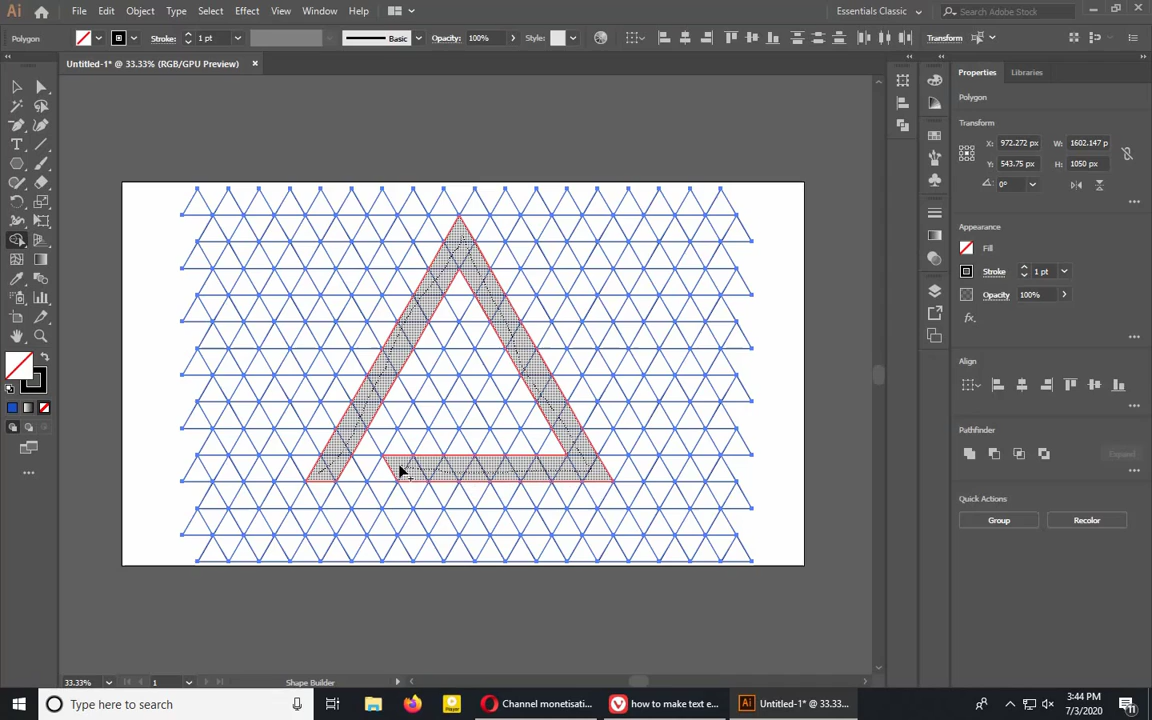 Ai File Edit Object Type Select Effect View Window Help Essentials Classic Search Adobe Stock
Polygon Stroke: 1 pt Basic Opacity: 100% Style: Transform
Untitled-1* @ 33.33% (RGB/GPU Preview)
Properties Libraries
Polygon
Transform
X: 972.272 px W: 1602.147 p
Y: 543.75 px H: 1050 px
0°
Appearance
Fill
Stroke 1 pt
Opacity 100%
fx.
Align
Pathfinder
Expand
Quick Actions
Group Recolor
33.33% 1 Shape Builder
Type here to search Channel monetisati... how to make text e... Ai Untitled-1* @ 33.33... 3:44 PM
7/3/2020 11